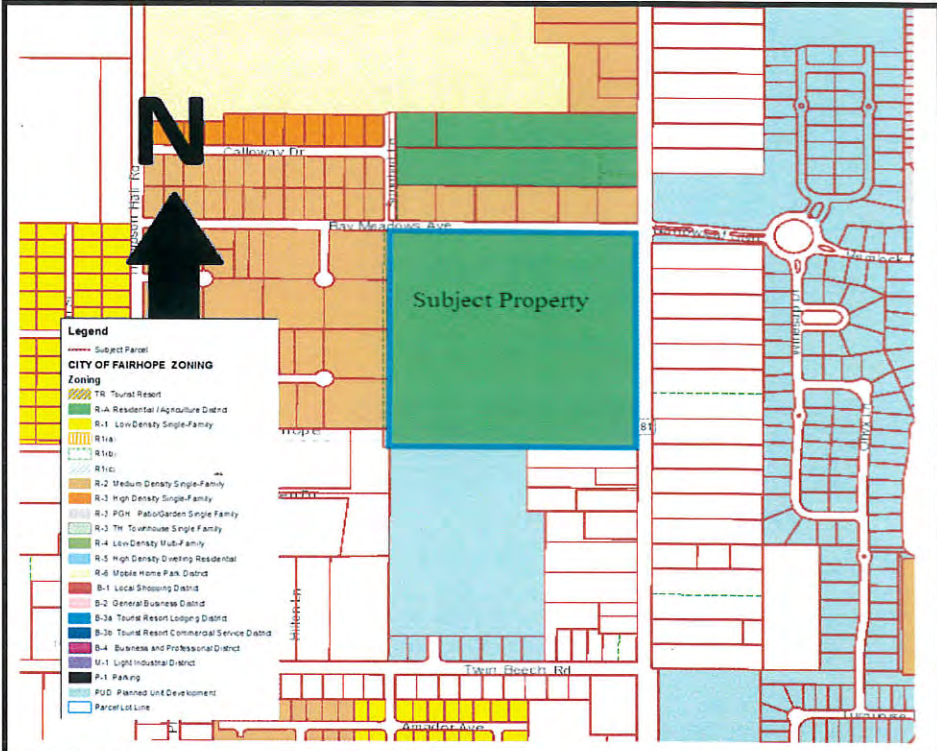 N
Calloway Dr
Bay Meadows Ave
Subject Property
81
Legend
Subject Parcel
CITY OF FAIRHOPE ZONING
Zoning
TR Tourist Resort
R-A Residential / Agriculture District
R-1 Low Density Single-Family
R1(a)
R1(b)
R1(c)
R-2 Medium Density Single-Family
R-3 High Density Single-Family
R-3 PGH Patio/Garden Single Family
R-3 TH Townhouse Single Family
R-4 Low Density Multi-Family
R-5 High Density Dwelling Residential
R-6 Mobile Home Park District
B-1 Local Shopping District
B-2 General Business District
B-3a Tourist Resort Lodging District
B-3b Tourist Resort Commercial Service District
B-4 Business and Professional District
M-1 Light Industrial District
P-1 Parking
PUD Planned Unit Development
Parcel Lot Line
Twin Beech Rd
Amador Ave
Onyx Ln